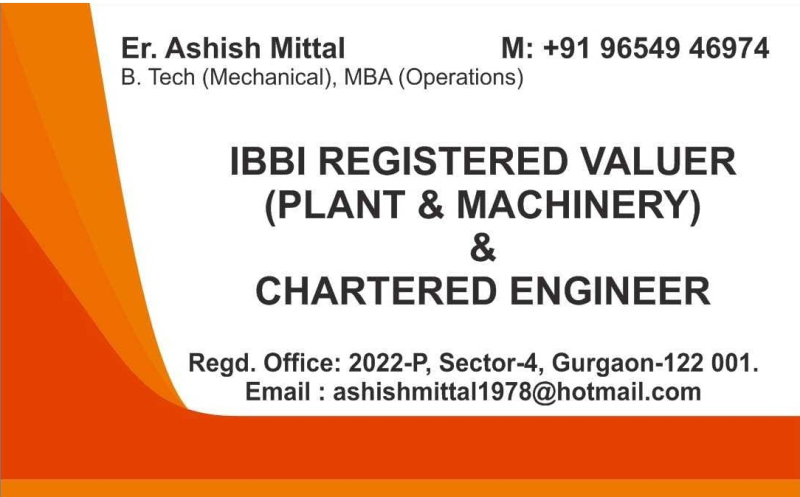 Er. Ashish Mittal M: +91 96549 46974
B. Tech (Mechanical), MBA (Operations)
IBBI REGISTERED VALUER
(PLANT & MACHINERY)
&
CHARTERED ENGINEER
Regd. Office: 2022-P, Sector-4, Gurgaon-122 001.
Email : ashishmittal1978@hotmail.com